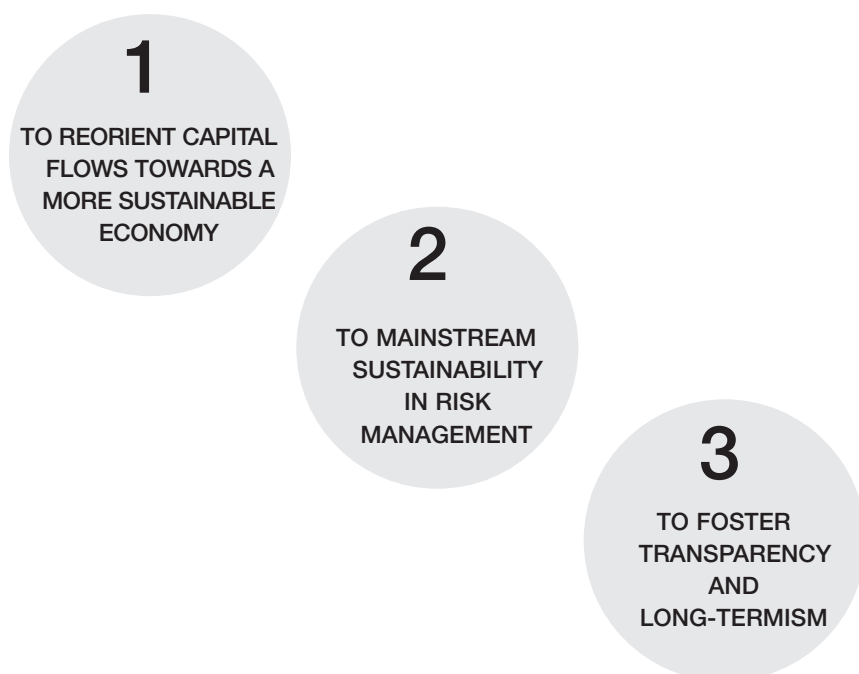 1
TO REORIENT CAPITAL
FLOWS TOWARDS A
MORE SUSTAINABLE
ECONOMY
2
TO MAINSTREAM
SUSTAINABILITY
IN RISK
MANAGEMENT
3
TO FOSTER
TRANSPARENCY
AND
LONG-TERMISM